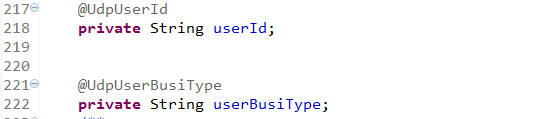 217 @UdpUserId
218 private String userId;
219
220
221 @UdpUserBusiType
222 private String userBusiType;